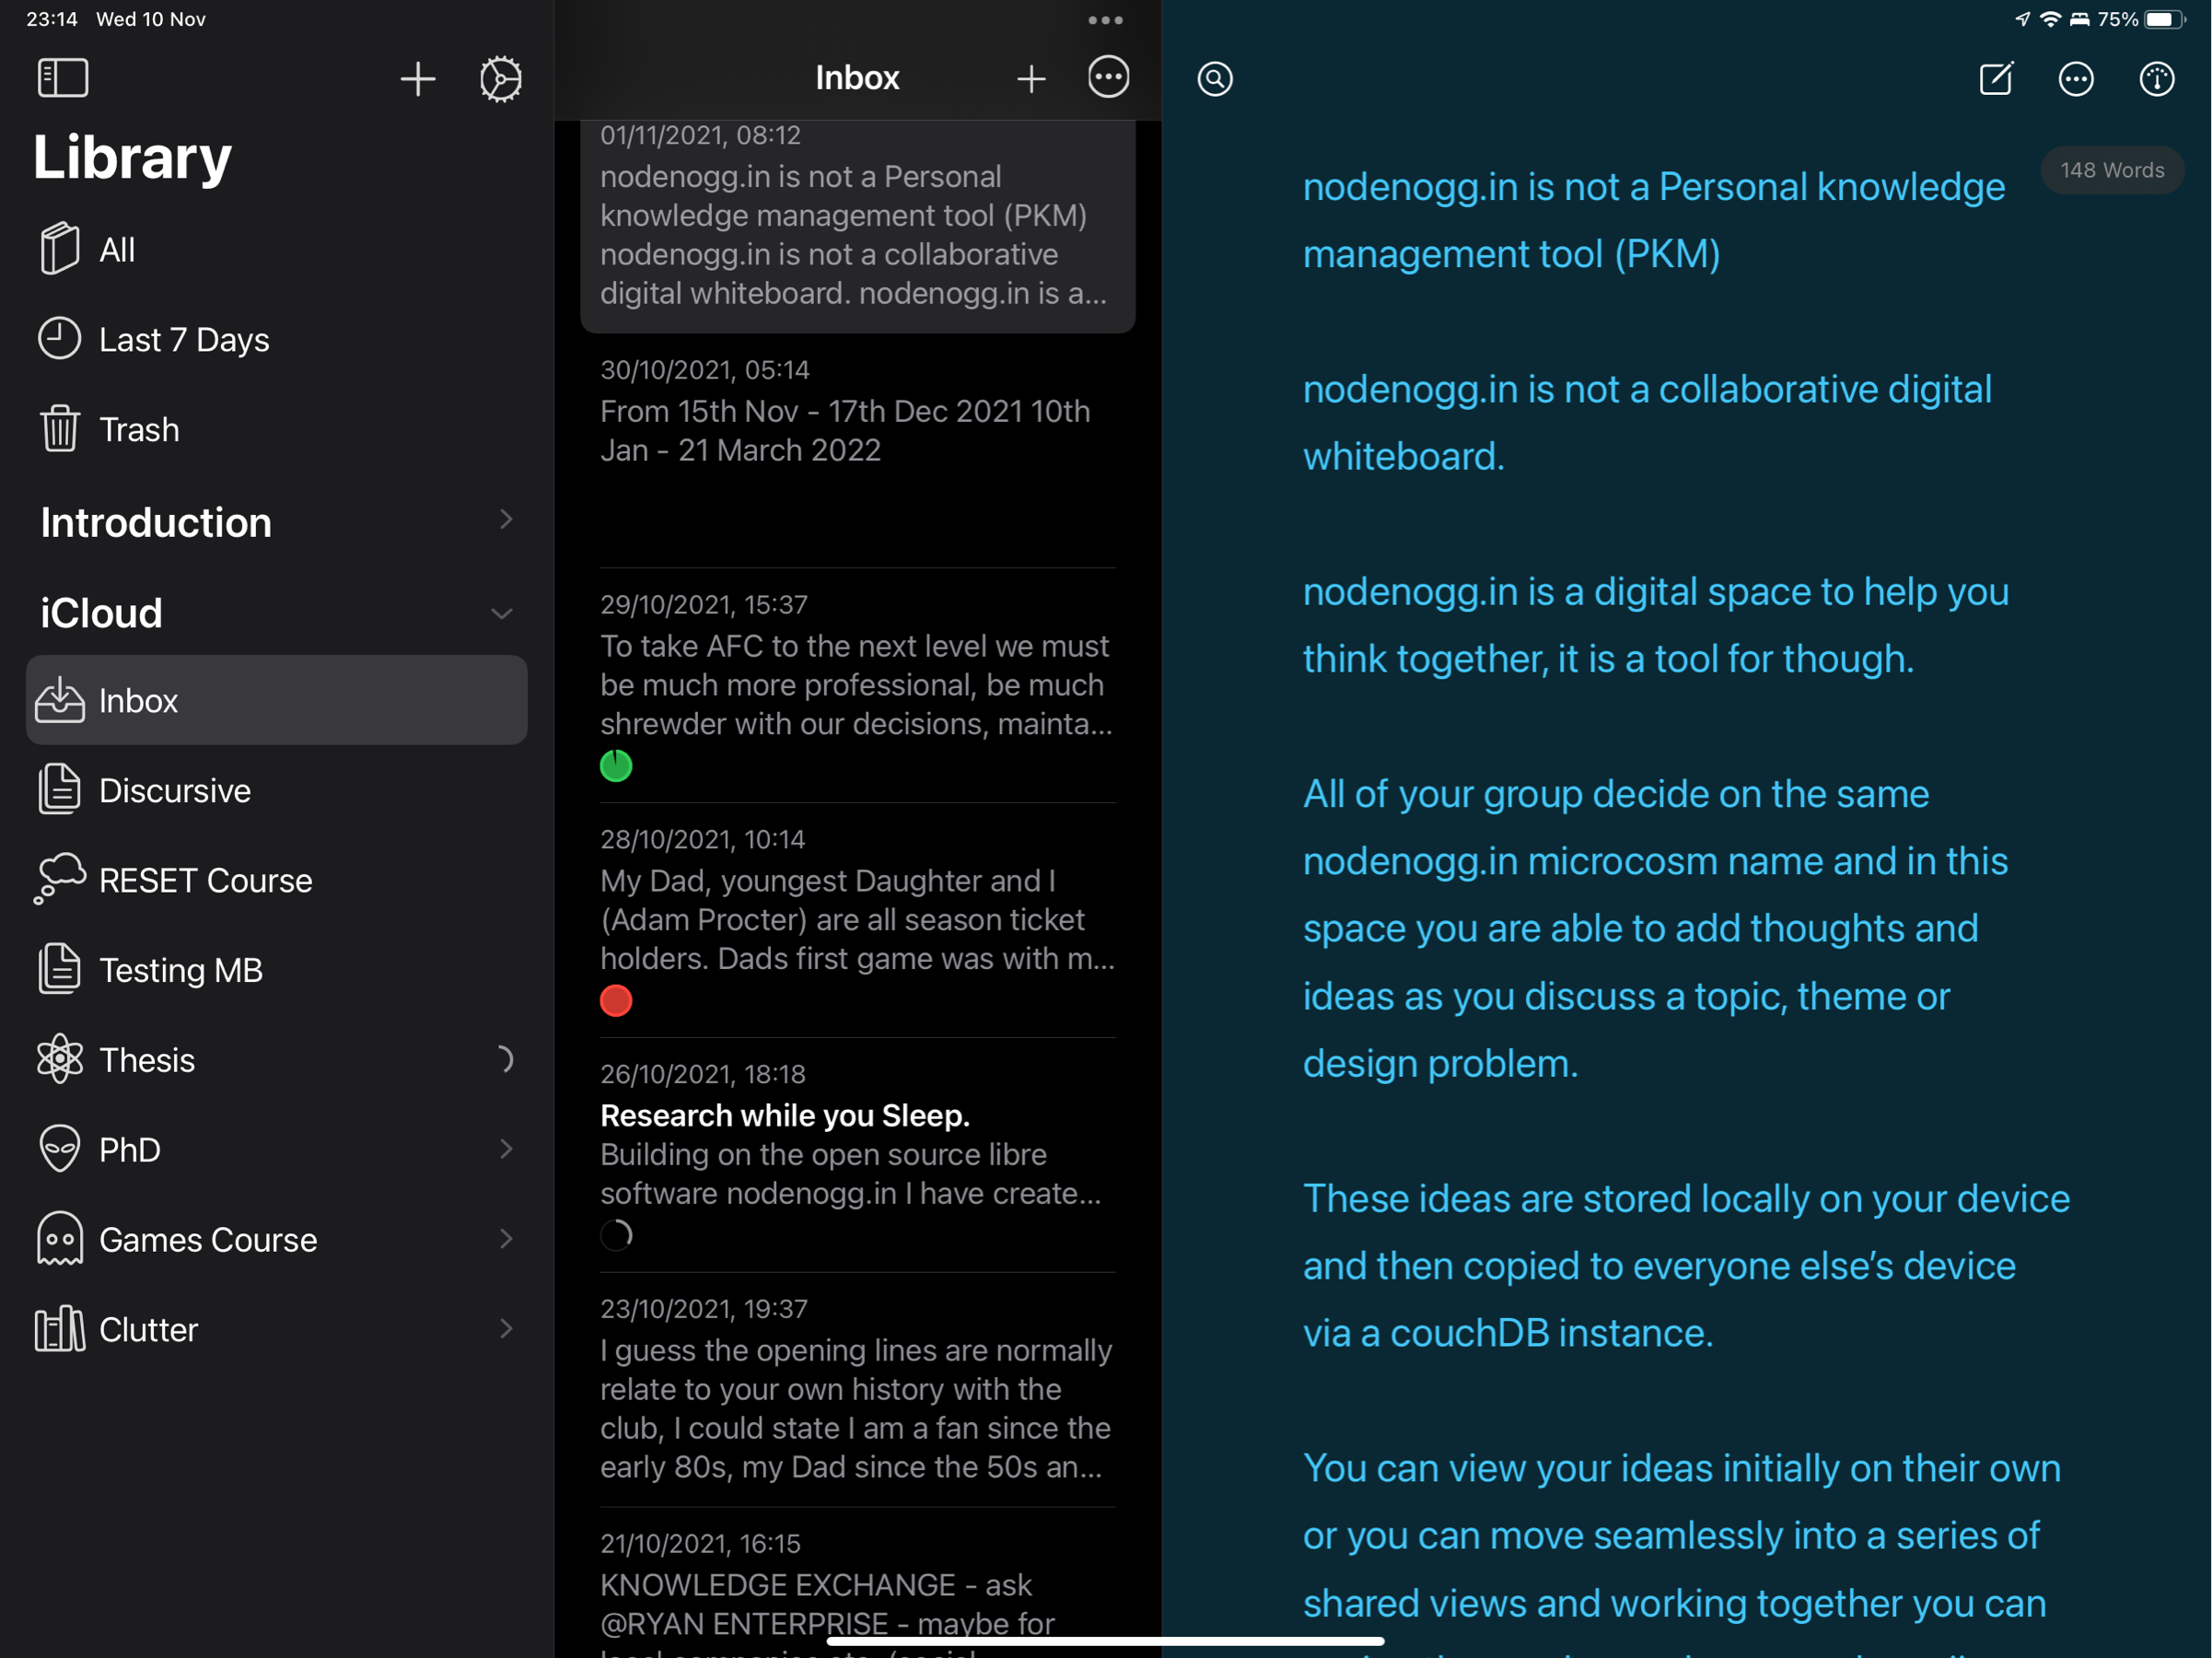 23:14 Wed 10 Nov
75%
Library
All
Last 7 Days
Trash
Introduction
iCloud
Inbox
Discursive
RESET Course
Testing MB
Thesis
PhD
Games Course
Clutter
Inbox
01/11/2021, 08:12
nodenogg.in is not a Personal
knowledge management tool (PKM)
nodenogg.in is not a collaborative
digital whiteboard. nodenogg.in is a...
30/10/2021, 05:14
From 15th Nov - 17th Dec 2021 10th
Jan - 21 March 2022
29/10/2021, 15:37
To take AFC to the next level we must
be much more professional, be much
shrewder with our decisions, mainta...
28/10/2021, 10:14
My Dad, youngest Daughter and I
(Adam Procter) are all season ticket
holders. Dads first game was with m...
26/10/2021, 18:18
Research while you Sleep.
Building on the open source libre
software nodenogg.in I have create...
23/10/2021, 19:37
I guess the opening lines are normally
relate to your own history with the
club, I could state I am a fan since the
early 80s, my Dad since the 50s an...
21/10/2021, 16:15
KNOWLEDGE EXCHANGE - ask
@RYAN ENTERPRISE - maybe for
148 Words
nodenogg.in is not a Personal knowledge
management tool (PKM)
nodenogg.in is not a collaborative digital
whiteboard.
nodenogg.in is a digital space to help you
think together, it is a tool for though.
All of your group decide on the same
nodenogg.in microcosm name and in this
space you are able to add thoughts and
ideas as you discuss a topic, theme or
design problem.
These ideas are stored locally on your device
and then copied to everyone else's device
via a couchDB instance.
You can view your ideas initially on their own
or you can move seamlessly into a series of
shared views and working together you can